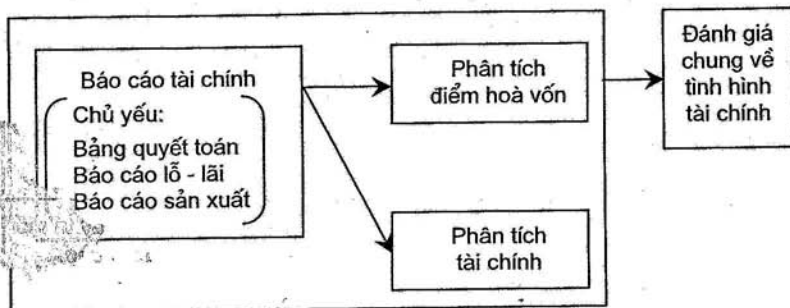 Báo cáo tài chính
Chủ yếu:
Bảng quyết toán
Báo cáo lỗ - lãi
Báo cáo sản xuất
Phân tích
điểm hoà vốn
Phân tích
tài chính
Đánh giá
chung về
tình hình
tài chính